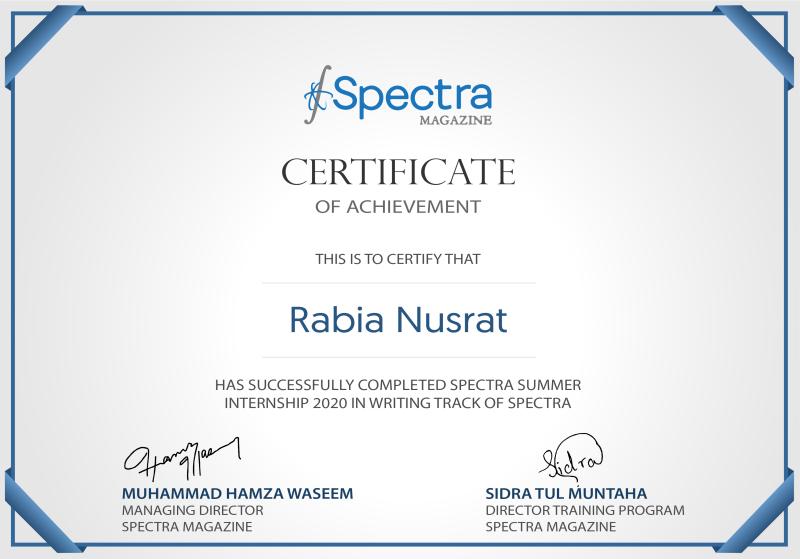 Spectra
MAGAZINE
CERTIFICATE
OF ACHIEVEMENT
THIS IS TO CERTIFY THAT
Rabia Nusrat
HAS SUCCESSFULLY COMPLETED SPECTRA SUMMER
INTERNSHIP 2020 IN WRITING TRACK OF SPECTRA
Sidra
MUHAMMAD HAMZA WASEEM
MANAGING DIRECTOR
SPECTRA MAGAZINE
SIDRA TUL MUNTAHA
DIRECTOR TRAINING PROGRAM
SPECTRA MAGAZINE